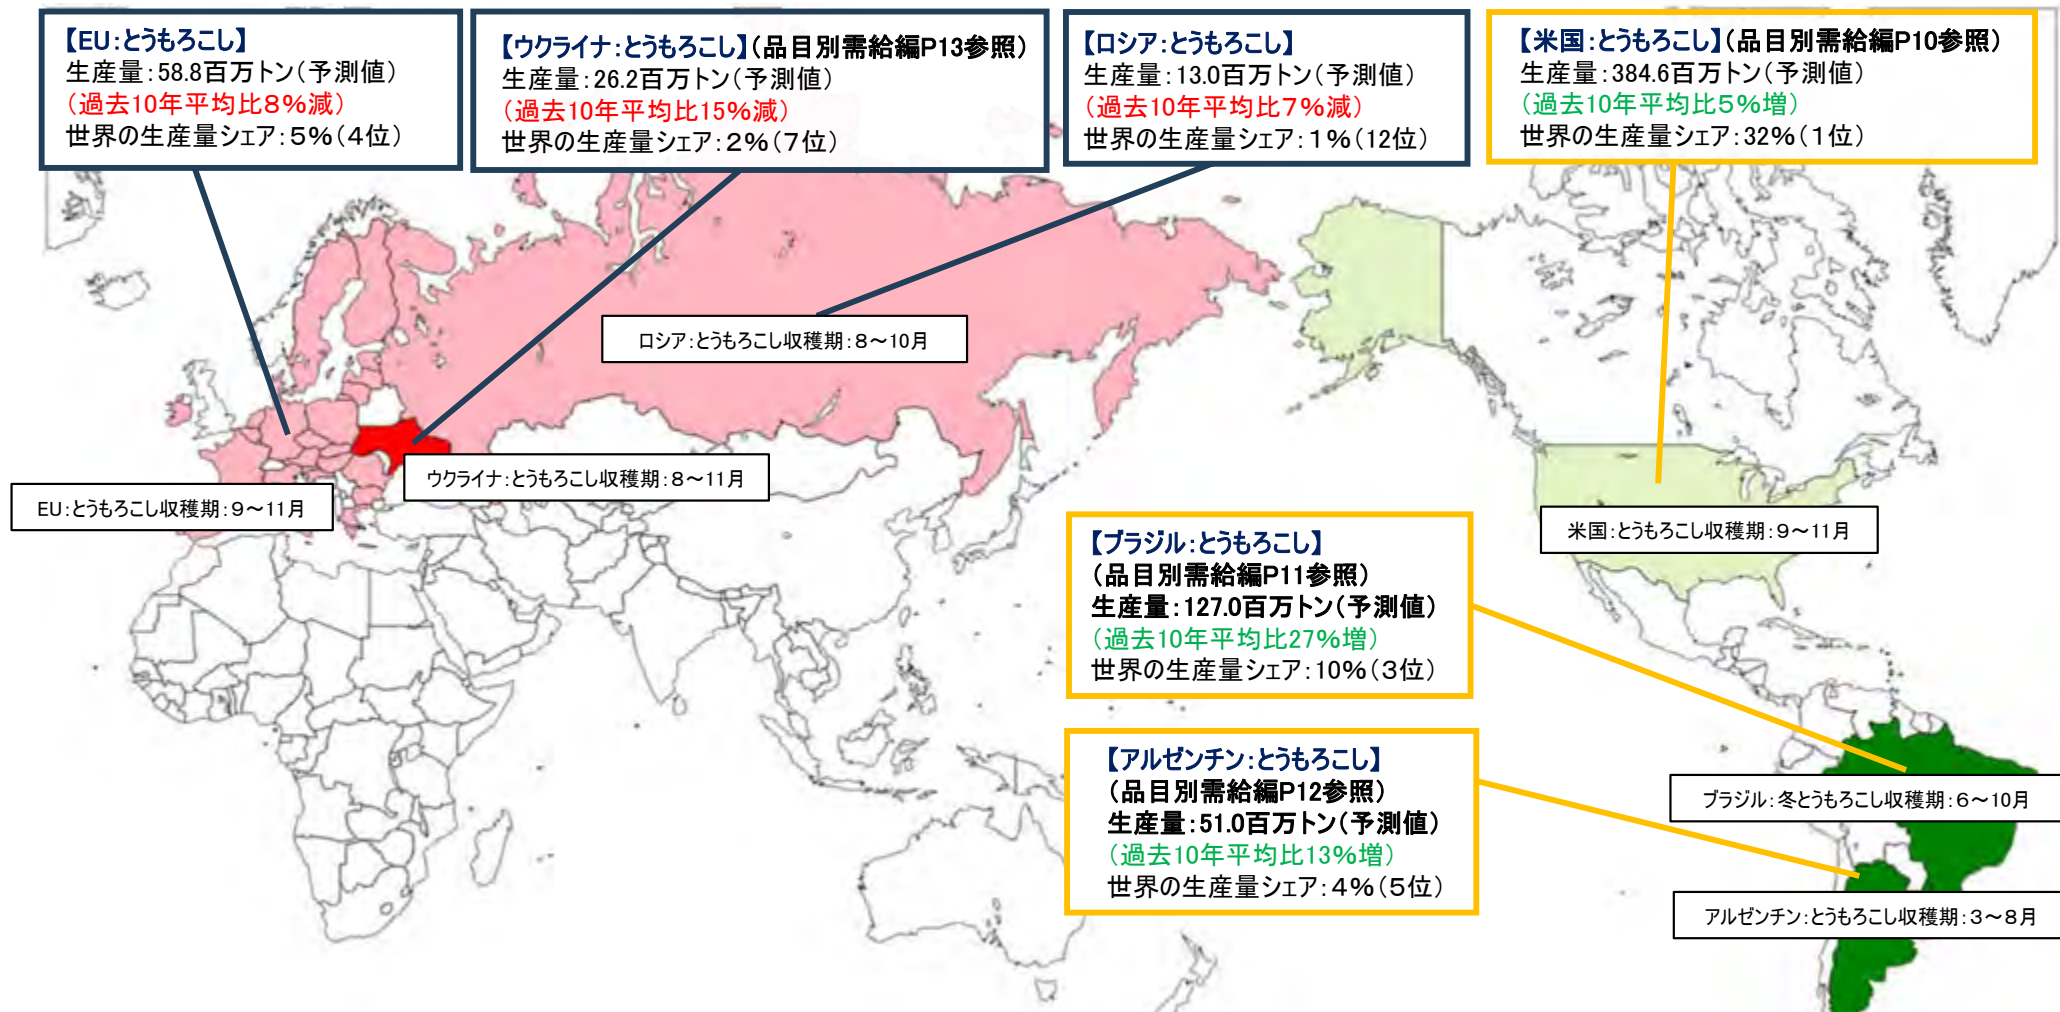 【EU：とうもろこし】
生産量：58.8百万トン（予測値）
（過去10年平均比８％減）
世界の生産量シェア：５％（４位）
【ウクライナ：とうもろこし】（品目別需給編P13参照）
生産量：26.2百万トン（予測値）
（過去10年平均比15％減）
世界の生産量シェア：２％（７位）
【ロシア：とうもろこし】
生産量：13.0百万トン（予測値）
（過去10年平均比７％減）
世界の生産量シェア：１％（12位）
【米国：とうもろこし】（品目別需給編P10参照）
生産量：384.6百万トン（予測値）
（過去10年平均比５％増）
世界の生産量シェア：32％（１位）
ロシア：とうもろこし収穫期：８～10月
ウクライナ：とうもろこし収穫期：８～11月
EU：とうもろこし収穫期：９～11月
米国：とうもろこし収穫期：９～11月
【ブラジル：とうもろこし】
（品目別需給編P11参照）
生産量：127.0百万トン（予測値）
（過去10年平均比27％増）
世界の生産量シェア：10％（３位）
【アルゼンチン：とうもろこし】
（品目別需給編P12参照）
生産量：51.0百万トン（予測値）
（過去10年平均比13％増）
世界の生産量シェア：４％（５位）
ブラジル：冬とうもろこし収穫期：６～10月
アルゼンチン：とうもろこし収穫期：３～８月